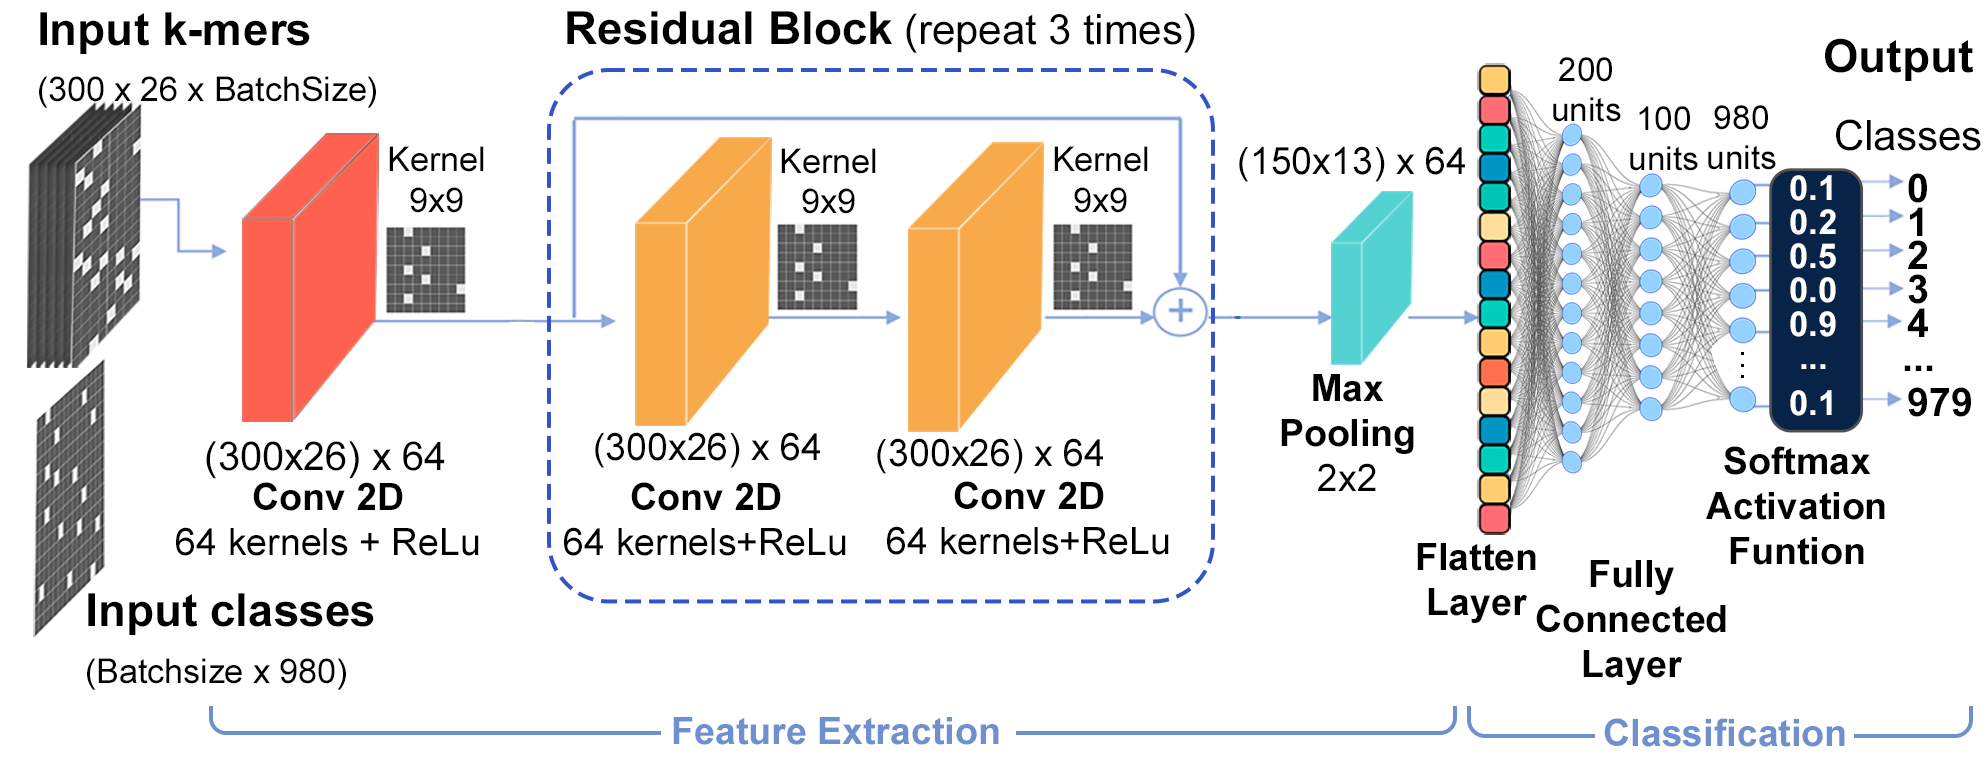 Input k-mers
(300 x 26 x BatchSize)
Residual Block (repeat 3 times)
Kernel
9x9
Kernel
9x9
Kernel
9x9
(300x26) x 64
Conv 2D
64 kernels + ReLu
(300x26) x 64
Conv 2D
64 kernels+ReLu
(300x26) x 64
Conv 2D
64 kernels+ReLu
+
(150x13) x 64
Max
Pooling
2x2
Flatten
Layer
200
units
100
units
980
units
Fully
Connected
Layer
0.1
0.2
0.5
0.0
0.9
...
0.1
Softmax
Activation
Funtion
Output
Classes
0
1
2
3
4
...
979
Input classes
(Batchsize x 980)
Feature Extraction
Classification